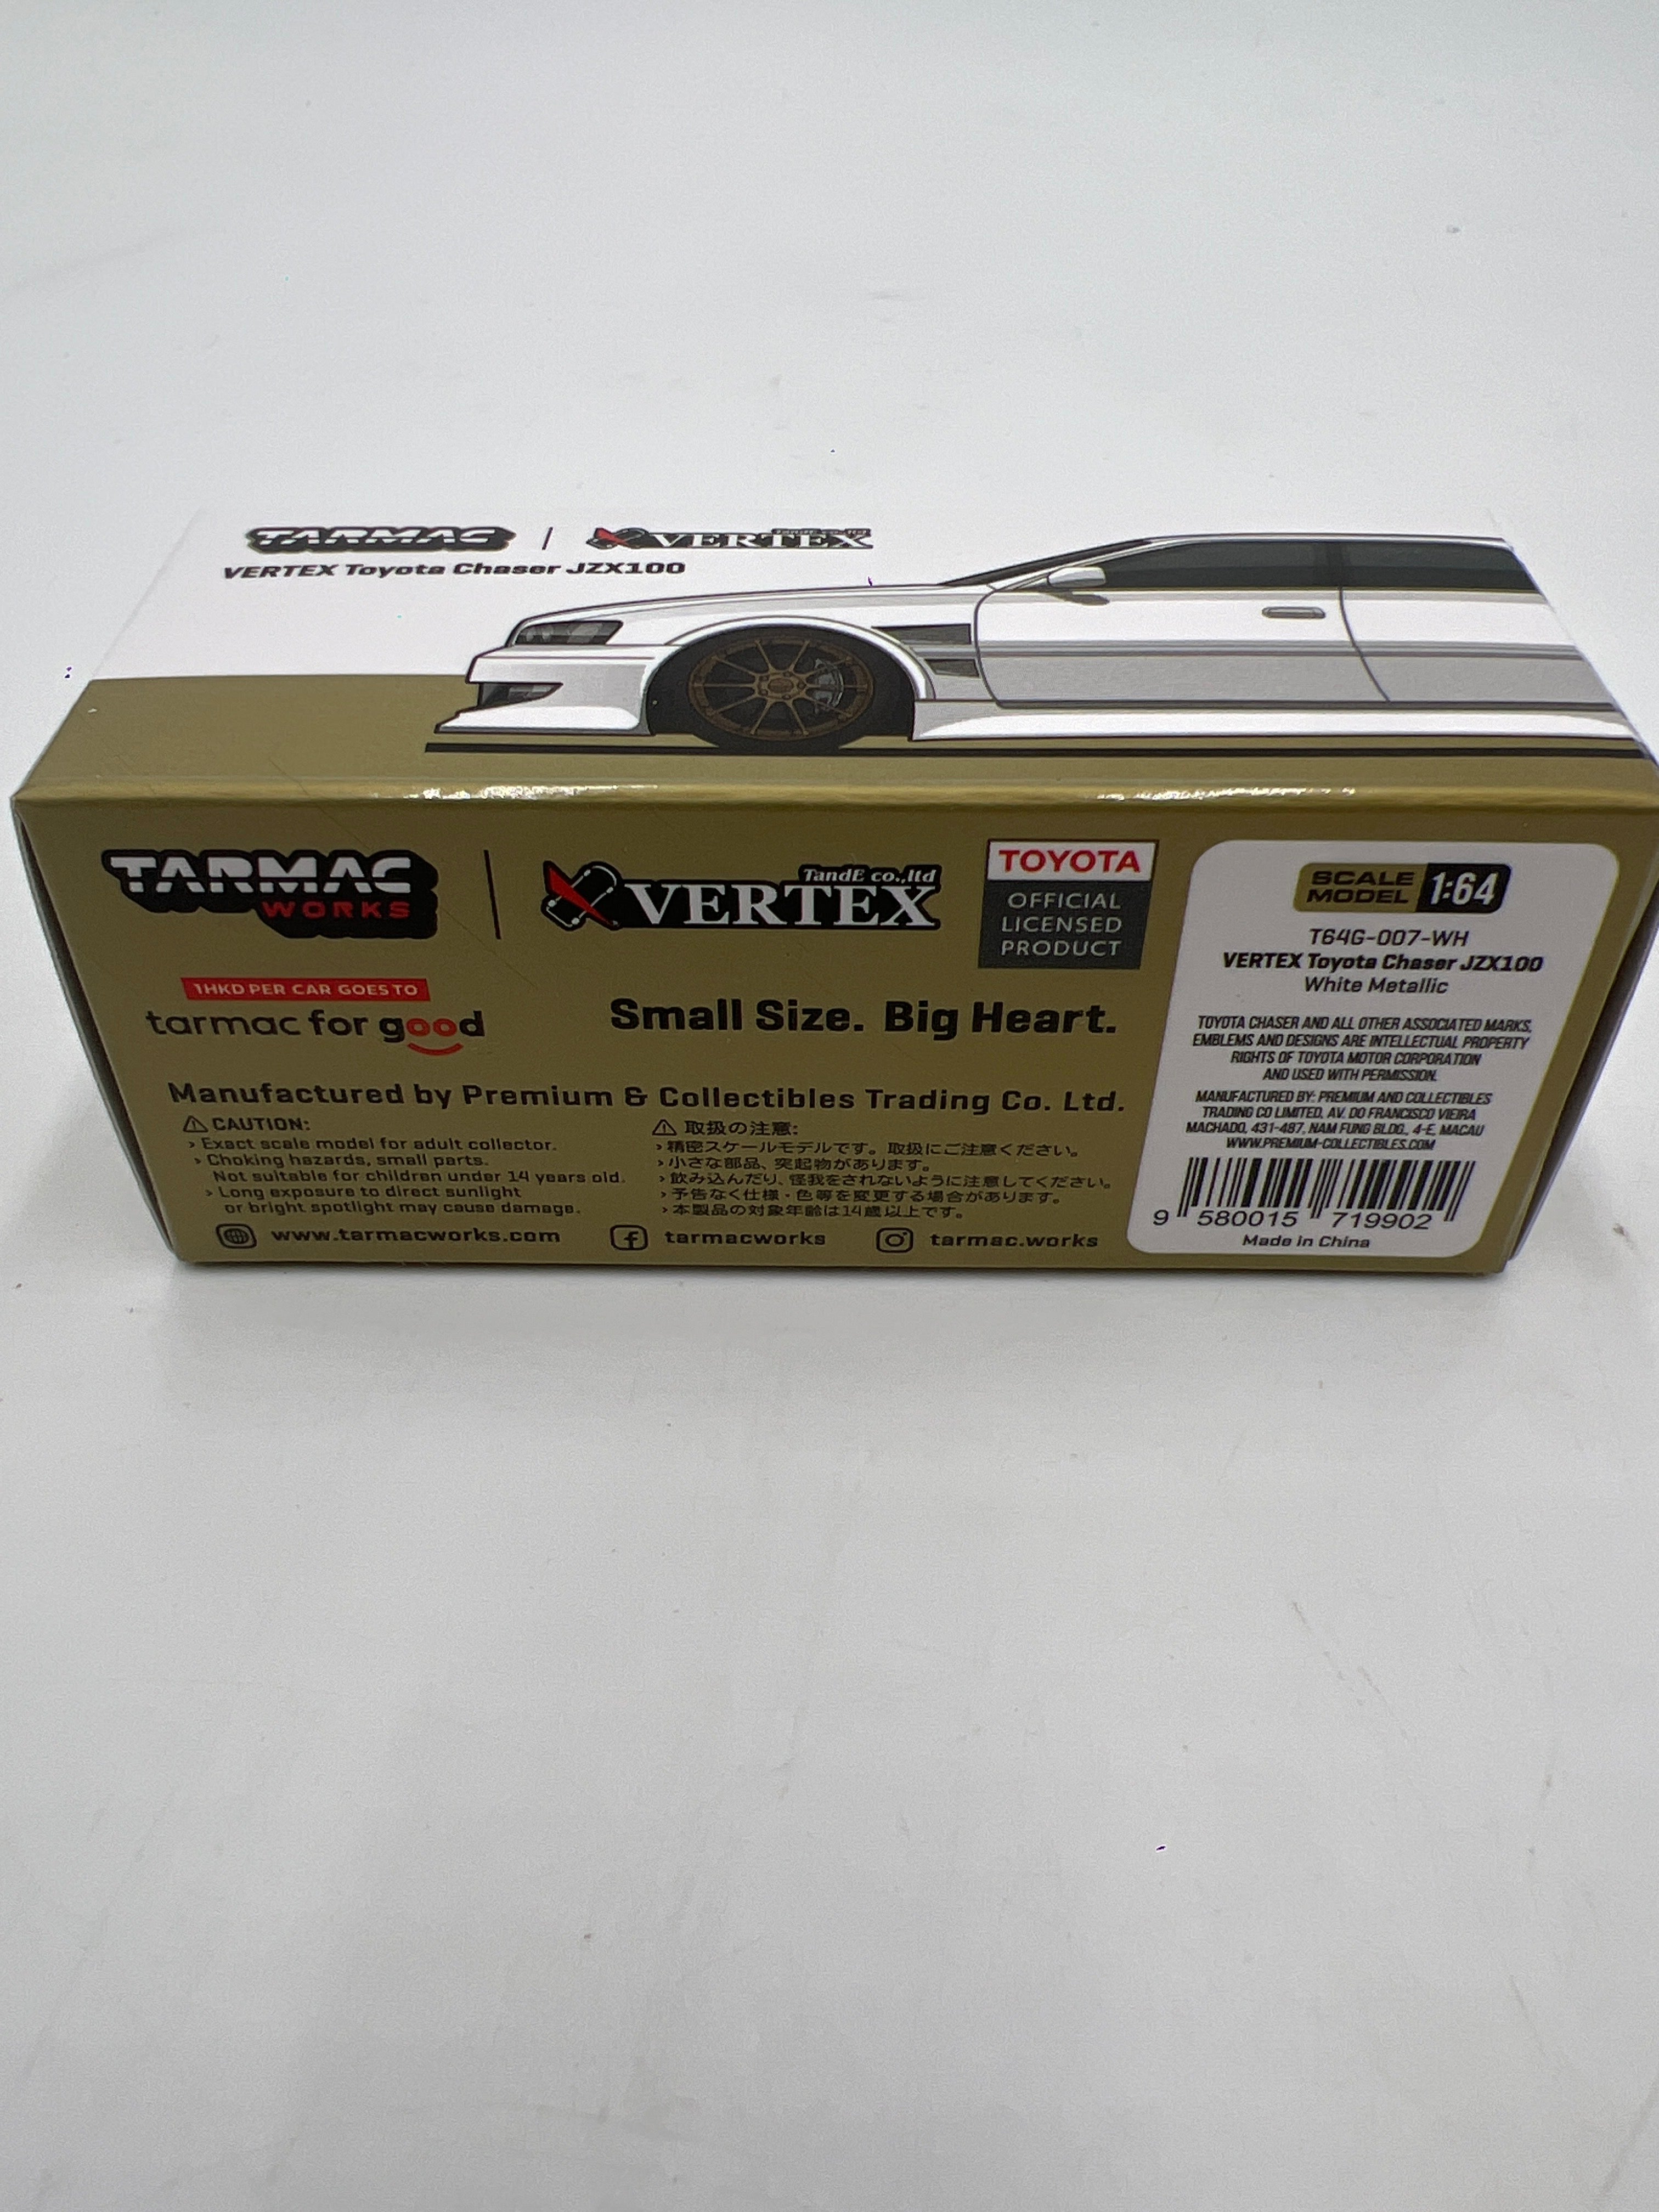 TARMAC | VERTEX TandE co.,ltd
VERTEX Toyota Chaser JZX100
TARMAC WORKS
TandE co.,ltd
VERTEX
TOYOTA
OFFICIAL
LICENSED
PRODUCT
1HKD PER CAR GOES TO
tarmac for good
Small Size. Big Heart.
Manufactured by Premium & Collectibles Trading Co. Ltd.
CAUTION:
› Exact scale model for adult collector.
› Choking hazards, small parts.
Not suitable for children under 14 years old.
› Long exposure to direct sunlight
or bright spotlight may cause damage.
取扱の注意:
› 精密スケールモデルです。取扱にご注意ください。
› 小さな部品、突起物があります。
› 飲み込んだり、怪我をされないように注意してください。
› 予告なく仕様・色等を変更する場合があります。
› 本製品の対象年齢は14歳以上です。
www.tarmacworks.com
tarmacworks
tarmac.works
SCALE
MODEL 1:64
T64G-007-WH
VERTEX Toyota Chaser JZX100
White Metallic
TOYOTA CHASER AND ALL OTHER ASSOCIATED MARKS,
EMBLEMS AND DESIGNS ARE INTELLECTUAL PROPERTY
RIGHTS OF TOYOTA MOTOR CORPORATION
AND USED WITH PERMISSION.
MANUFACTURED BY: PREMIUM AND COLLECTIBLES
TRADING CO LIMITED, AV. DO FRANCISCO VIEIRA
MACHADO, 431-487, NAM FUNG BLDG., 4-E, MACAU
WWW.PREMIUM-COLLECTIBLES.COM
9 580015 719902
Made in China